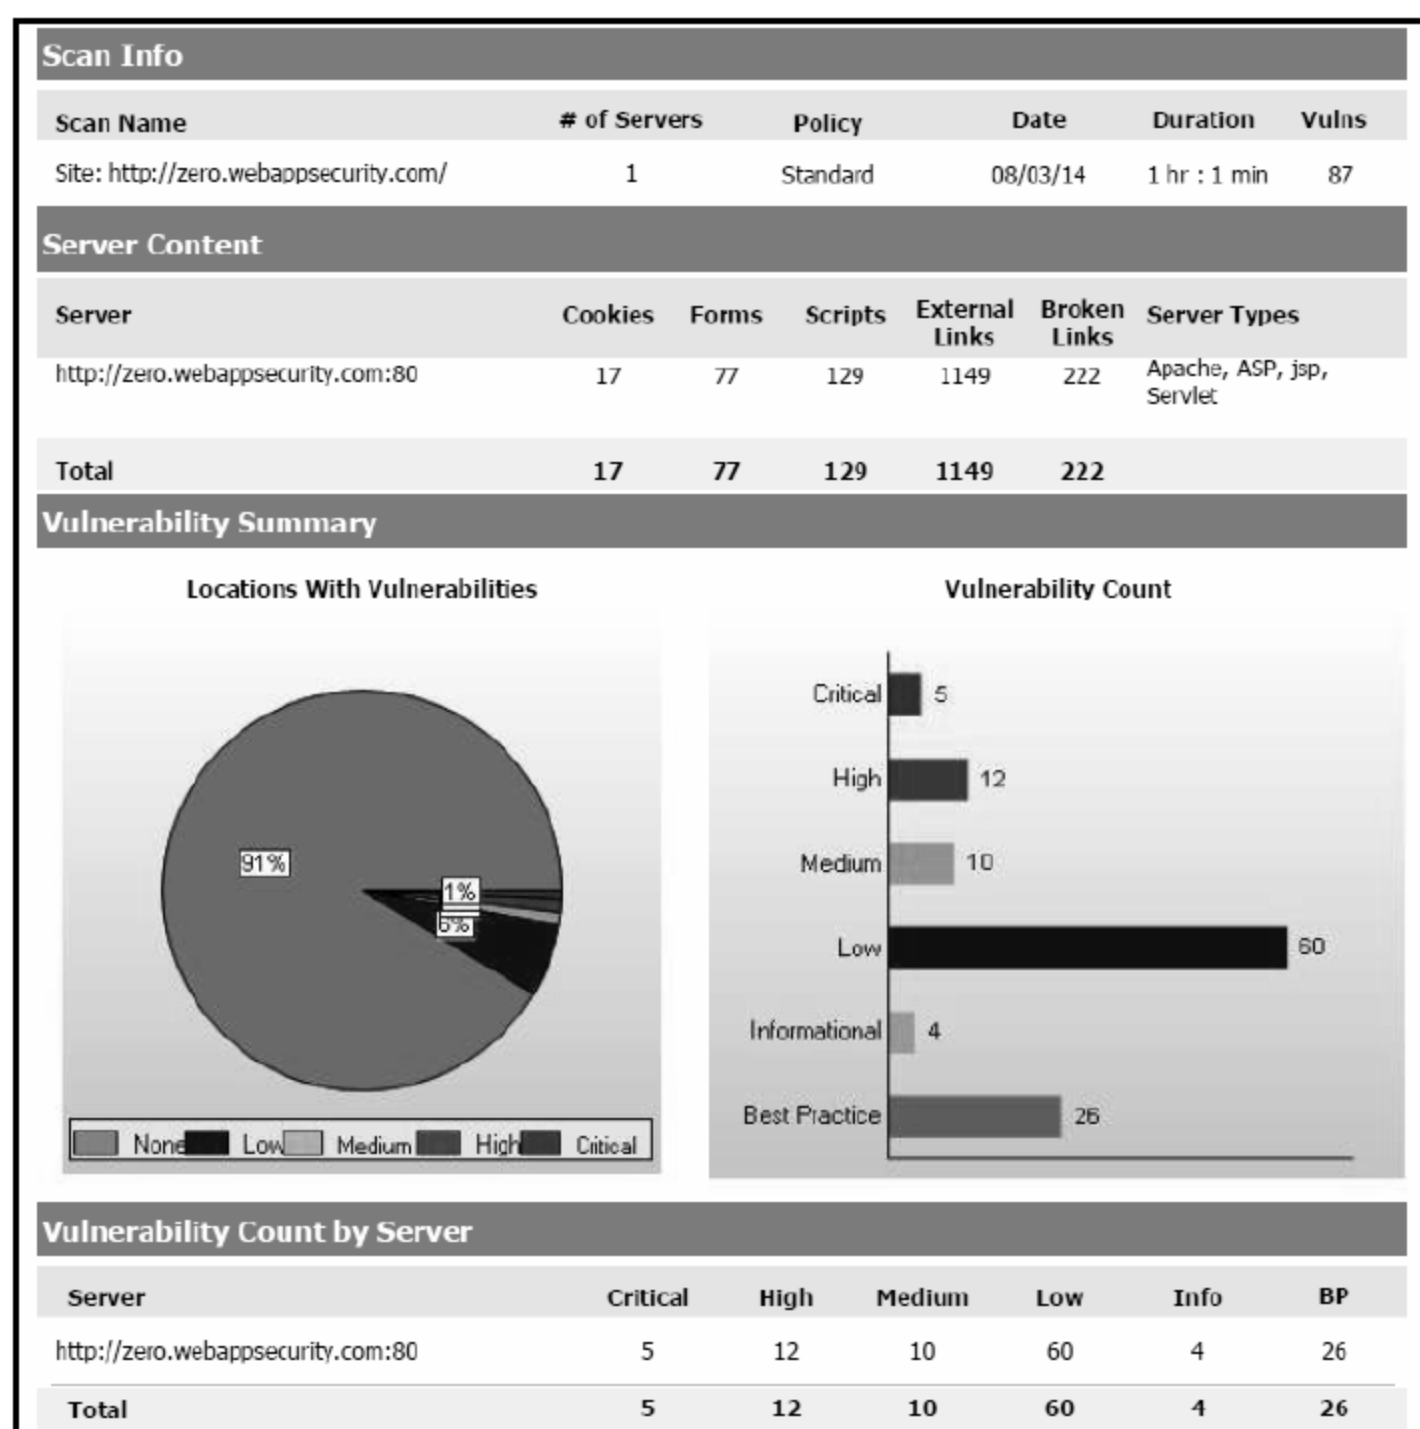 Scan Info
Scan Name # of Servers Policy Date Duration Vulns
Site: http://zero.webappsecurity.com/ 1 Standard 08/03/14 1 hr : 1 min 87
Server Content
Server Cookies Forms Scripts External Links Broken Links Server Types
http://zero.webappsecurity.com:80 17 77 129 1149 222 Apache, ASP, jsp, Servlet
Total 17 77 129 1149 222
Vulnerability Summary
Locations With Vulnerabilities
91%
1%
6%
None Low Medium High Critical
Vulnerability Count
Critical 5
High 12
Medium 10
Low 60
Informational 4
Best Practice 26
Vulnerability Count by Server
Server Critical High Medium Low Info BP
http://zero.webappsecurity.com:80 5 12 10 60 4 26
Total 5 12 10 60 4 26